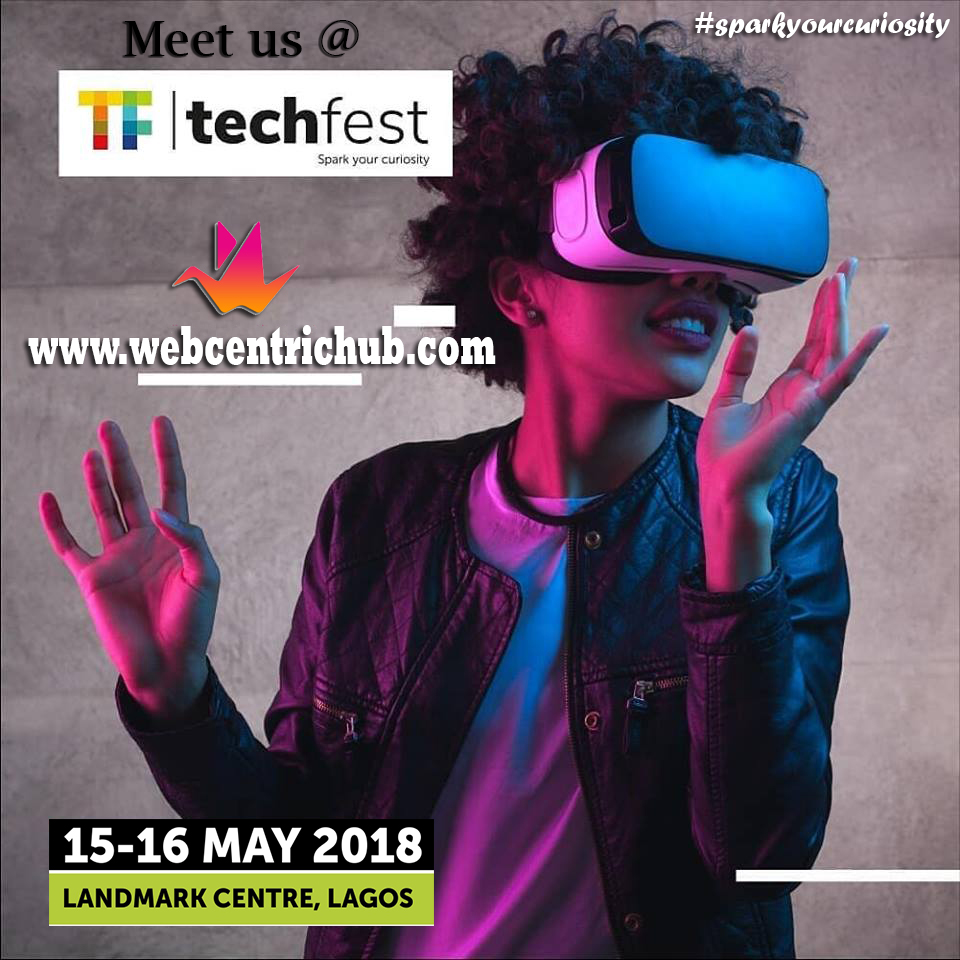 Meet us @
#sparkyourcuriosity
TF | techfest
Spark your curiosity
www.webcentrichub.com
15-16 MAY 2018
LANDMARK CENTRE, LAGOS